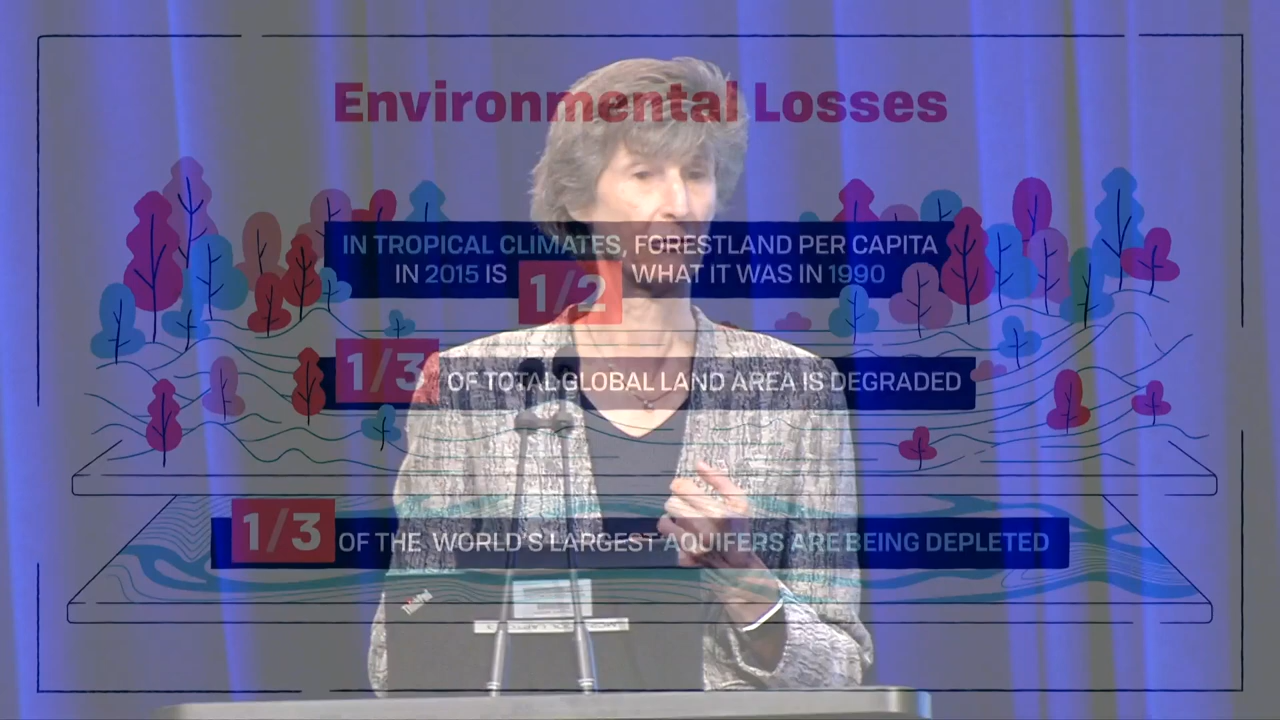 Environmental Losses
IN TROPICAL CLIMATES, FORESTLAND PER CAPITA
IN 2015 IS 1/2 WHAT IT WAS IN 1990
1/3 OF TOTAL GLOBAL LAND AREA IS DEGRADED
1/3 OF THE WORLD'S LARGEST AQUIFERS ARE BEING DEPLETED